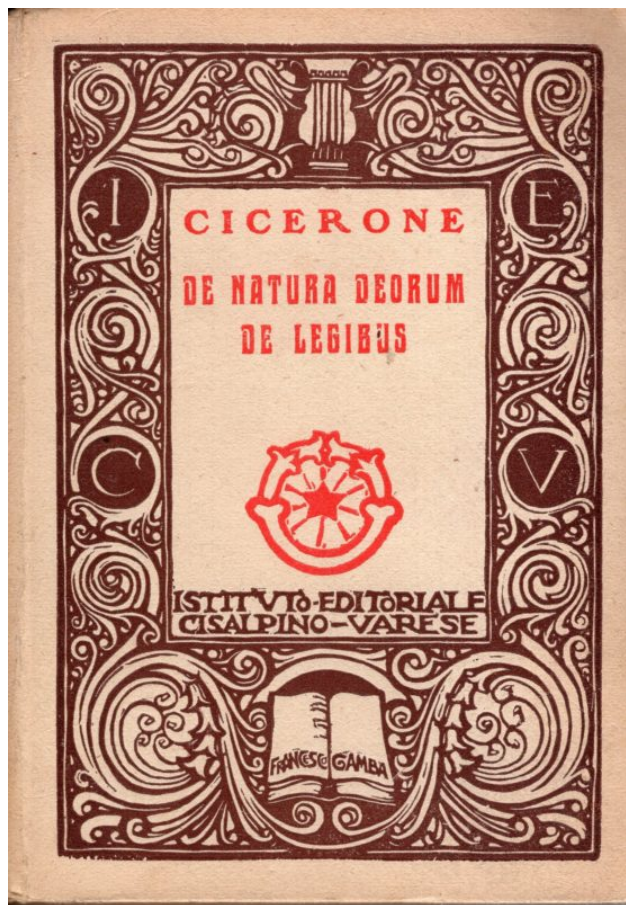 I
E
CICERONE
DE NATURA DEORUM
DE LEGIBUS
C
V
ISTITVTO-EDITORIALE
CISALPINO-VARESE
FRANCESCO GAMBA